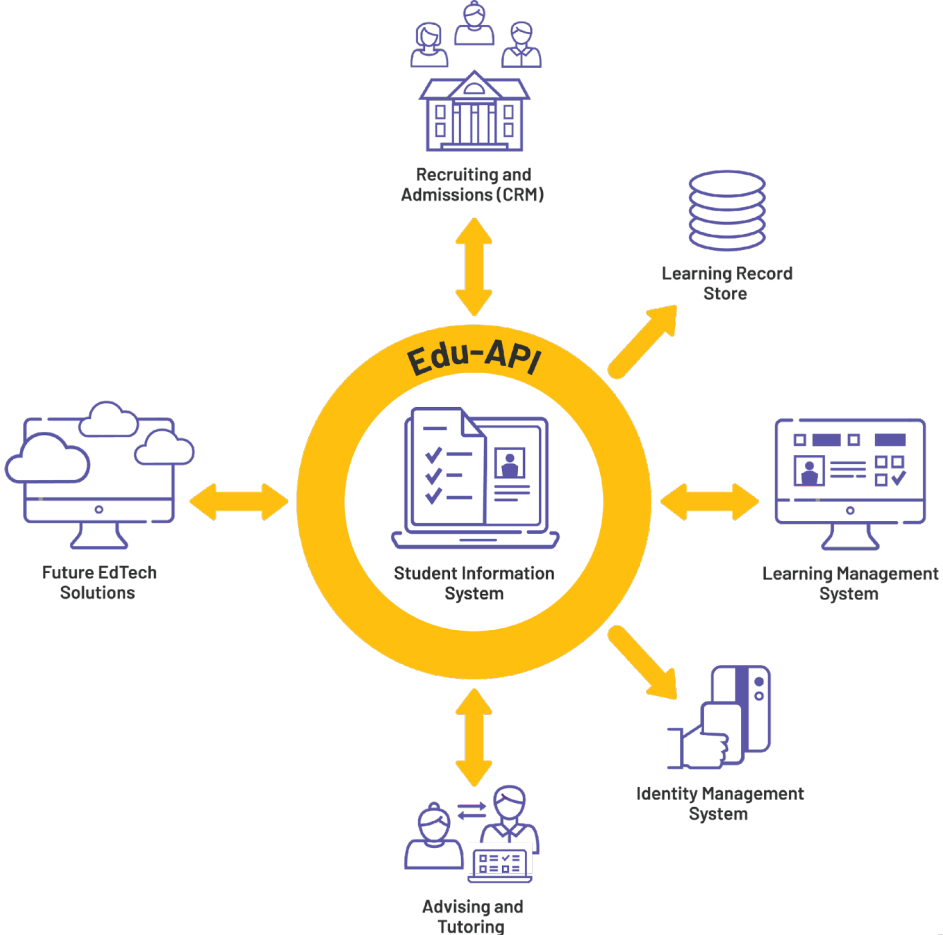 Recruiting and
Admissions (CRM)
Learning Record
Store
Edu-API
Future EdTech
Solutions
Student Information
System
Learning Management
System
Identity Management
System
Advising and
Tutoring